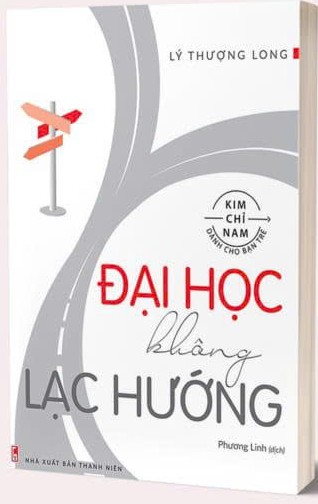 LÝ THƯỢNG LONG
KIM
CHỈ
NAM
DÀNH CHO BẠN TRẺ
ĐẠI HỌC
không
LẠC HƯỚNG
Phương Linh (dịch)
NHÀ XUẤT BẢN THANH NIÊN